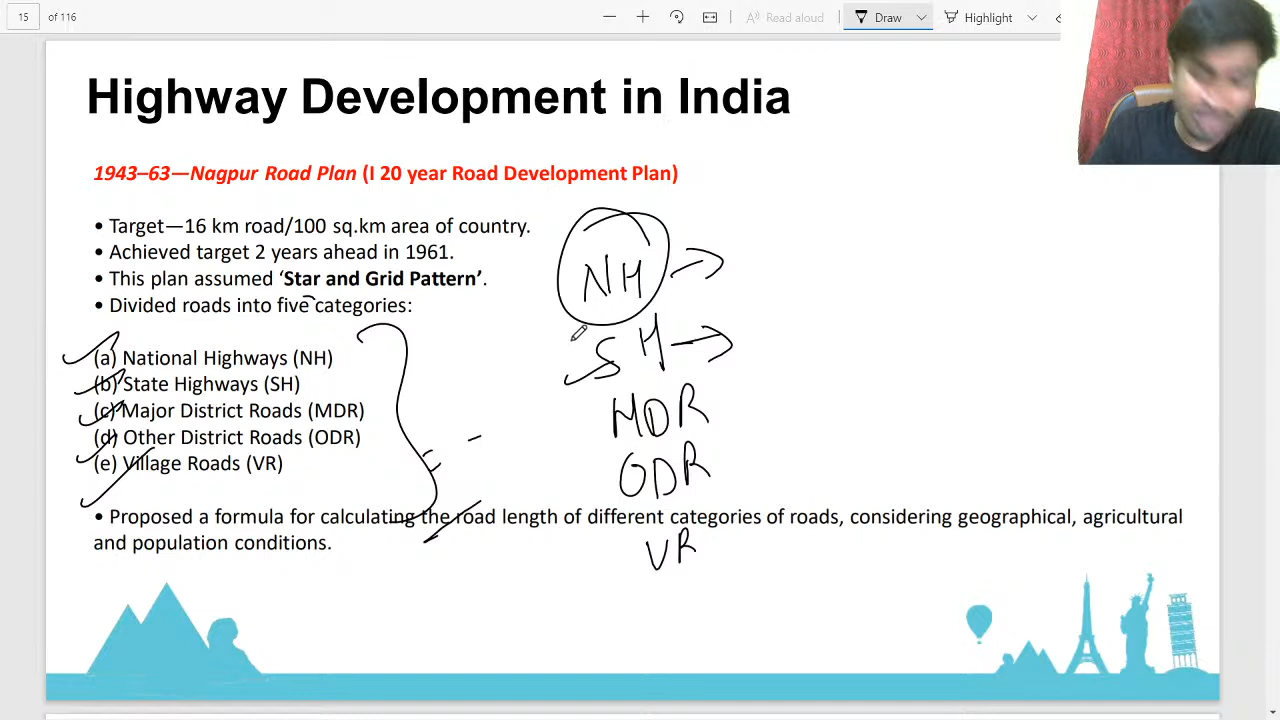 15 of 116
Read aloud
Draw
Highlight
Highway Development in India
1943–63—Nagpur Road Plan (I 20 year Road Development Plan)
• Target—16 km road/100 sq.km area of country.
• Achieved target 2 years ahead in 1961.
• This plan assumed ‘Star and Grid Pattern’.
• Divided roads into five categories:
(a) National Highways (NH)
(b) State Highways (SH)
(c) Major District Roads (MDR)
(d) Other District Roads (ODR)
(e) Village Roads (VR)
NH
SH
MDR
ODR
VR
• Proposed a formula for calculating the road length of different categories of roads, considering geographical, agricultural
and population conditions.